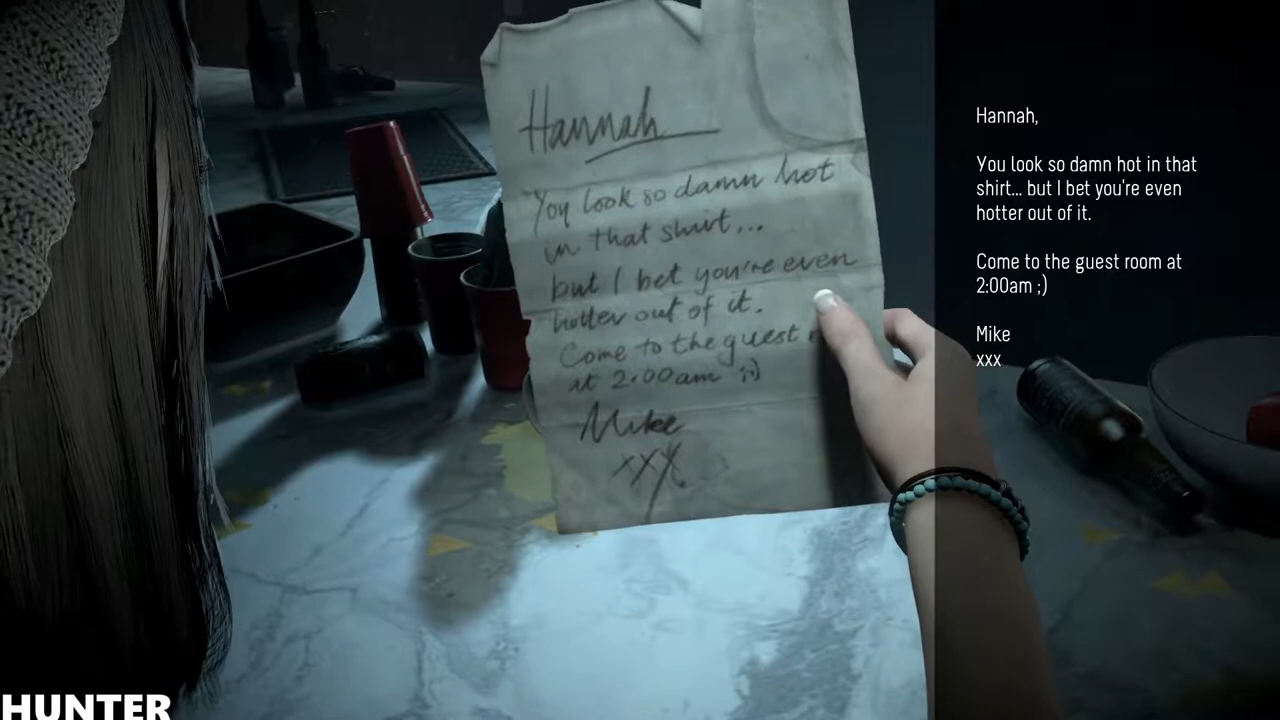 Hannah
You look so damn hot
in that shirt...
but I bet you're even
hotter out of it.
Come to the guest
at 2:00am ;)
Mike
xxx
Hannah,
You look so damn hot in that
shirt... but I bet you're even
hotter out of it.
Come to the guest room at
2:00am ;)
Mike
xxx
HUNTER